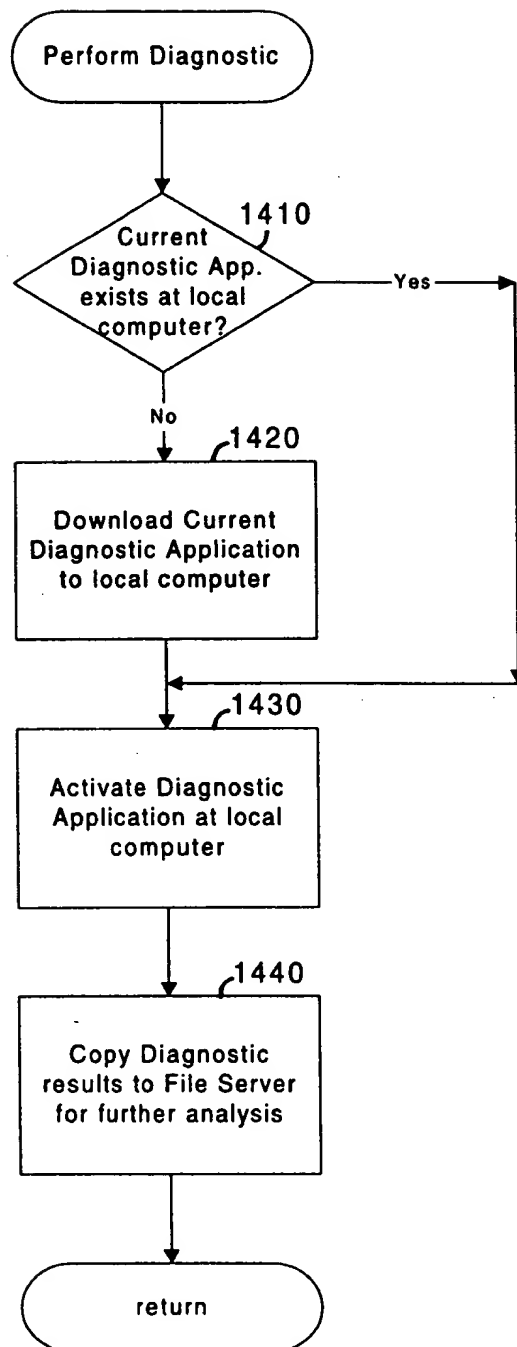 Perform Diagnostic
1410
Current
Diagnostic App.
exists at local
computer?
Yes
No
1420
Download Current
Diagnostic Application
to local computer
1430
Activate Diagnostic
Application at local
computer
1440
Copy Diagnostic
results to File Server
for further analysis
return